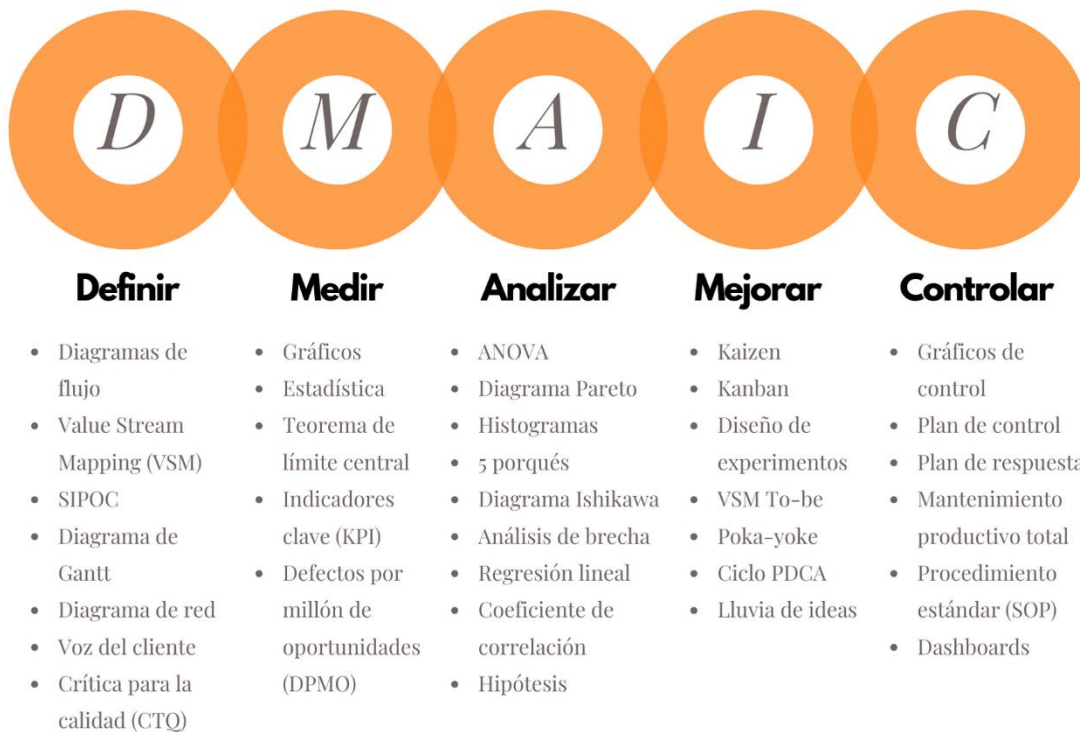 D
M
A
I
C
Definir
• Diagramas de
flujo
• Value Stream
Mapping (VSM)
• SIPOC
• Diagrama de
Gantt
• Diagrama de red
• Voz del cliente
• Crítica para la
calidad (CTQ)
Medir
• Gráficos
• Estadística
• Teorema de
límite central
• Indicadores
clave (KPI)
• Defectos por
millón de
oportunidades
(DPMO)
Analizar
• ANOVA
• Diagrama Pareto
• Histogramas
• 5 porqués
• Diagrama Ishikawa
• Análisis de brecha
• Regresión lineal
• Coeficiente de
correlación
• Hipótesis
Mejorar
• Kaizen
• Kanban
• Diseño de
experimentos
• VSM To-be
• Poka-yoke
• Ciclo PDCA
• Lluvia de ideas
Controlar
• Gráficos de
control
• Plan de control
• Plan de respuesta
• Mantenimiento
productivo total
• Procedimiento
estándar (SOP)
• Dashboards